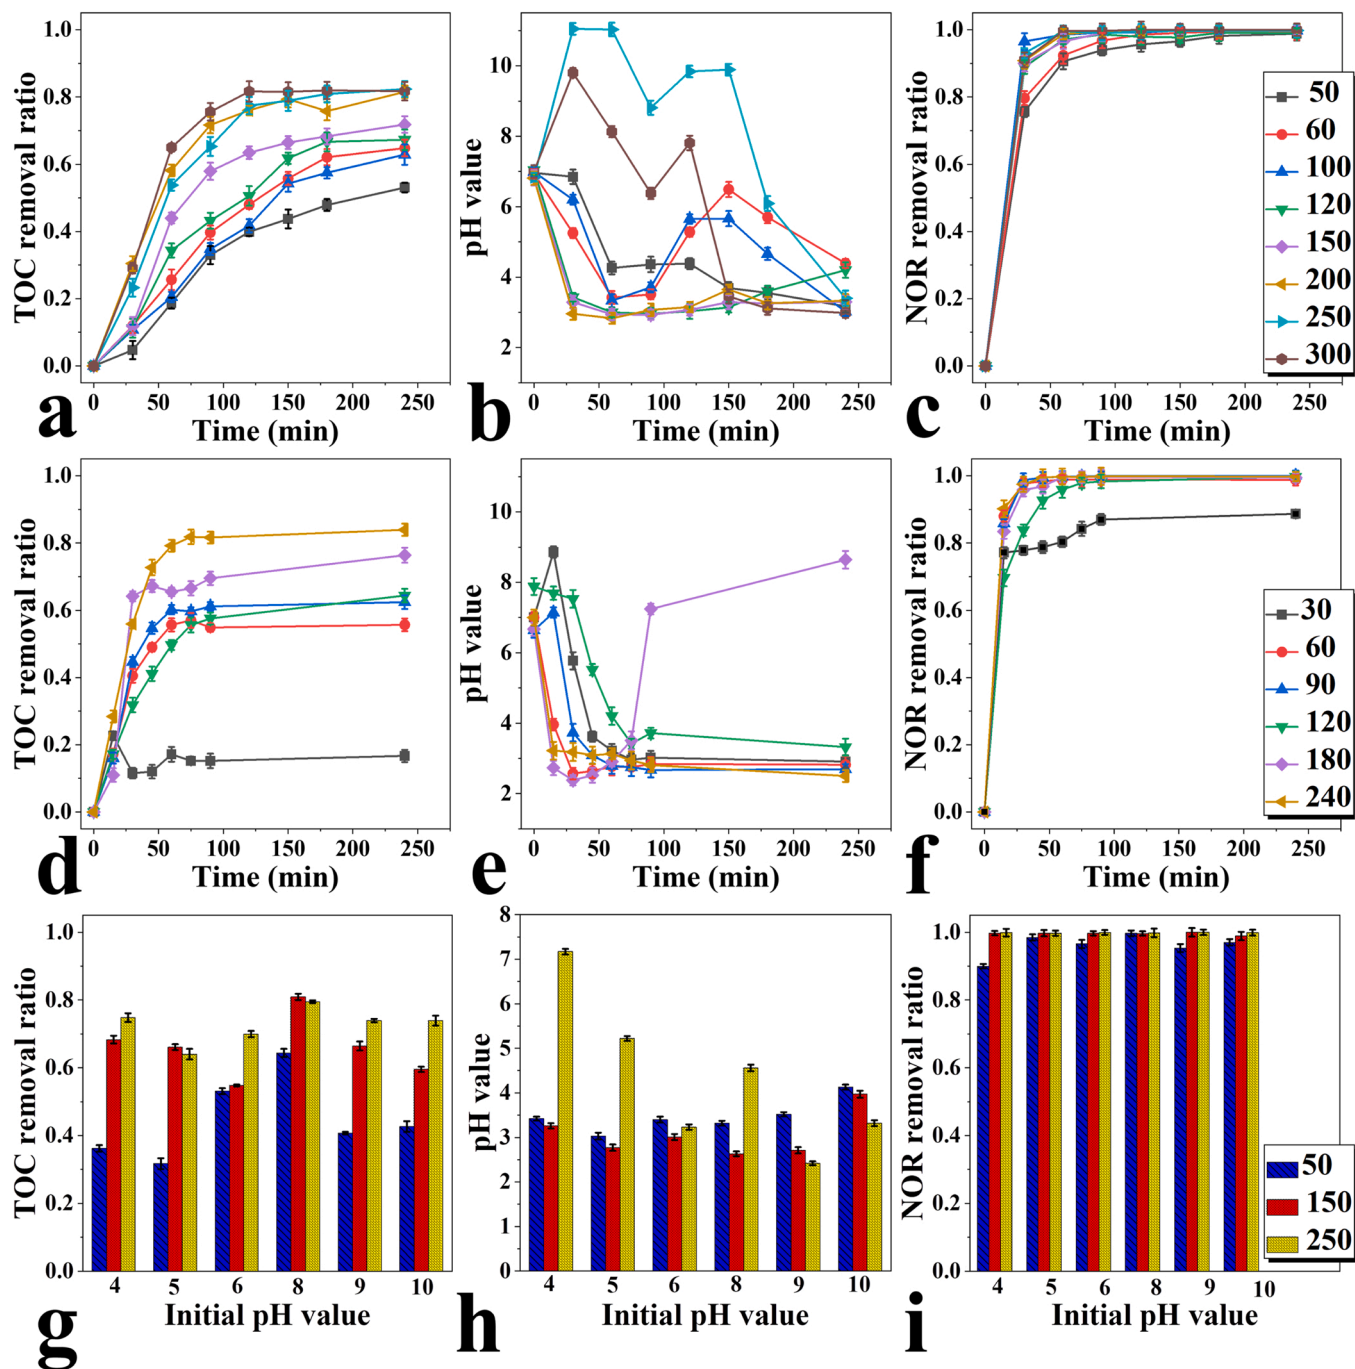 TOC removal ratio
1.0
0.8
0.6
0.4
0.2
0.0
0 50 100 150 200 250
Time (min)
a
pH value
12
10
8
6
4
2
0 50 100 150 200 250
Time (min)
b
NOR removal ratio
1.0
0.8
0.6
0.4
0.2
0.0
0 50 100 150 200 250
Time (min)
c
50
60
100
120
150
200
250
300
TOC removal ratio
1.0
0.8
0.6
0.4
0.2
0.0
0 50 100 150 200 250
Time (min)
d
pH value
10
8
6
4
2
0 50 100 150 200 250
Time (min)
e
NOR removal ratio
1.0
0.8
0.6
0.4
0.2
0.0
0 50 100 150 200 250
Time (min)
f
30
60
90
120
180
240
TOC removal ratio
1.0
0.8
0.6
0.4
0.2
0.0
4 5 6 8 9 10
Initial pH value
g
pH value
8
7
6
5
4
3
2
1
0
4 5 6 8 9 10
Initial pH value
h
NOR removal ratio
1.0
0.8
0.6
0.4
0.2
0.0
4 5 6 8 9 10
Initial pH value
i
50
150
250